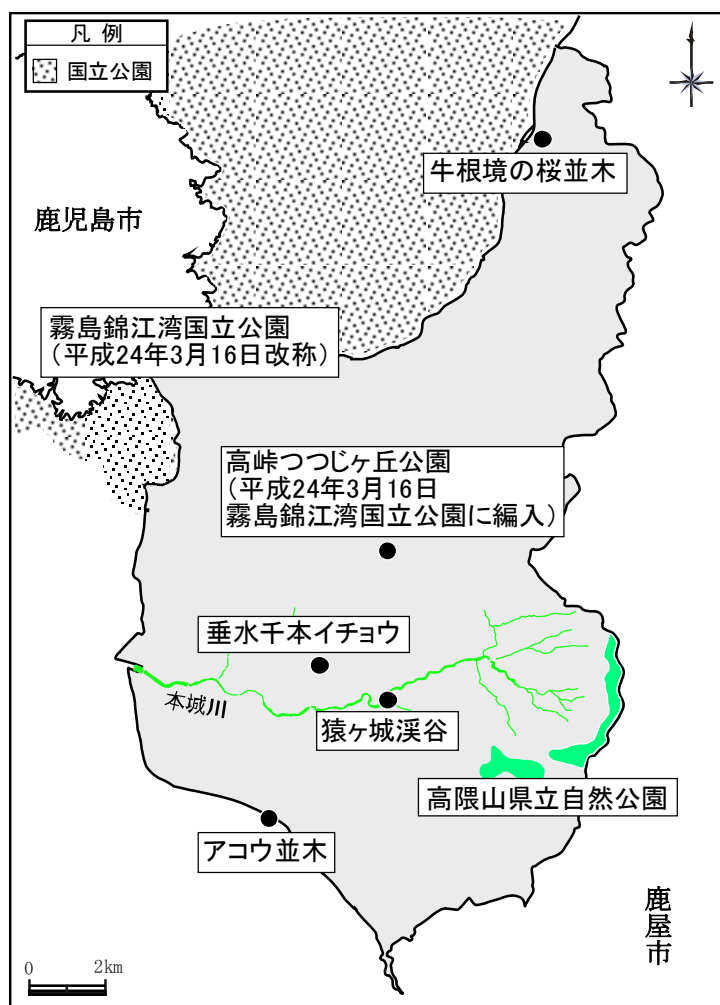 凡 例
国立公園
牛根境の桜並木
鹿児島市
霧島錦江湾国立公園
（平成24年3月16日改称）
高峠つつじヶ丘公園
（平成24年3月16日
霧島錦江湾国立公園に編入）
垂水千本イチョウ
本城川
猿ヶ城渓谷
高隈山県立自然公園
アコウ並木
鹿屋市
0 2km